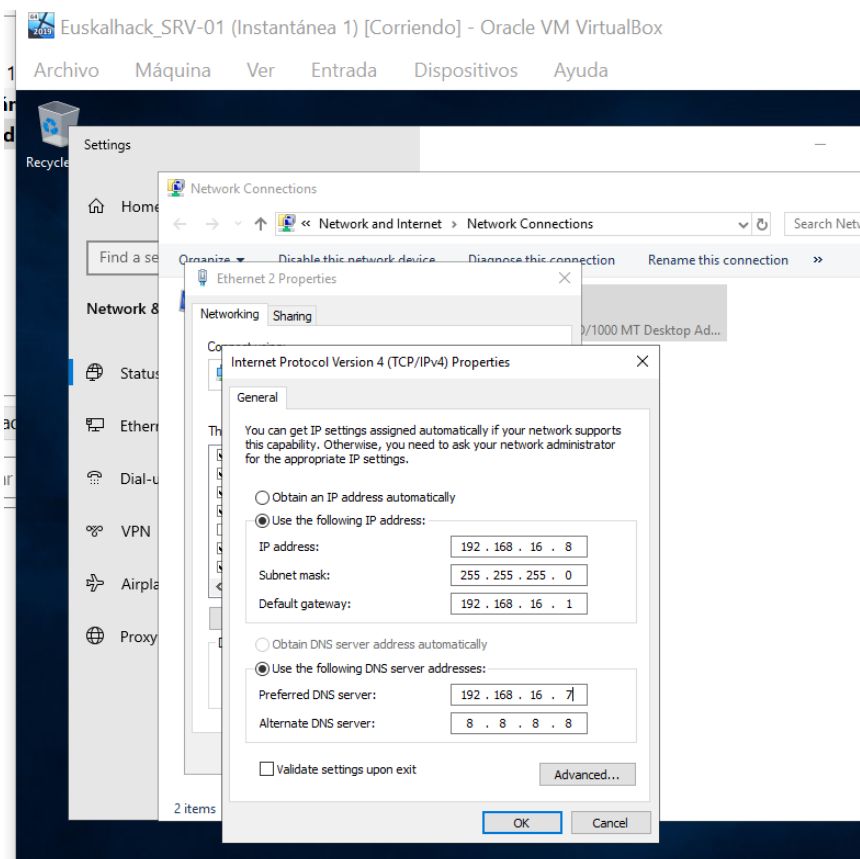 Euskalhack_SRV-01 (Instantánea 1) [Corriendo] - Oracle VM VirtualBox
Archivo Máquina Ver Entrada Dispositivos Ayuda
Settings
Recycle
Network Connections
Home
« Network and Internet › Network Connections
Search Netw
Find a se
Organize Disable this network device Diagnose this connection Rename this connection »
Ethernet 2 Properties
Network &
Networking Sharing
0/1000 MT Desktop Ad...
Internet Protocol Version 4 (TCP/IPv4) Properties
Status
General
Ethern
You can get IP settings assigned automatically if your network supports
this capability. Otherwise, you need to ask your network administrator
for the appropriate IP settings.
Dial-u
Obtain an IP address automatically
Use the following IP address:
VPN
IP address: 192 . 168 . 16 . 8
Subnet mask: 255 . 255 . 255 . 0
Airpla
Default gateway: 192 . 168 . 16 . 1
Proxy
Obtain DNS server address automatically
Use the following DNS server addresses:
Preferred DNS server: 192 . 168 . 16 . 7
Alternate DNS server: 8 . 8 . 8 . 8
Validate settings upon exit
Advanced...
2 items
OK Cancel